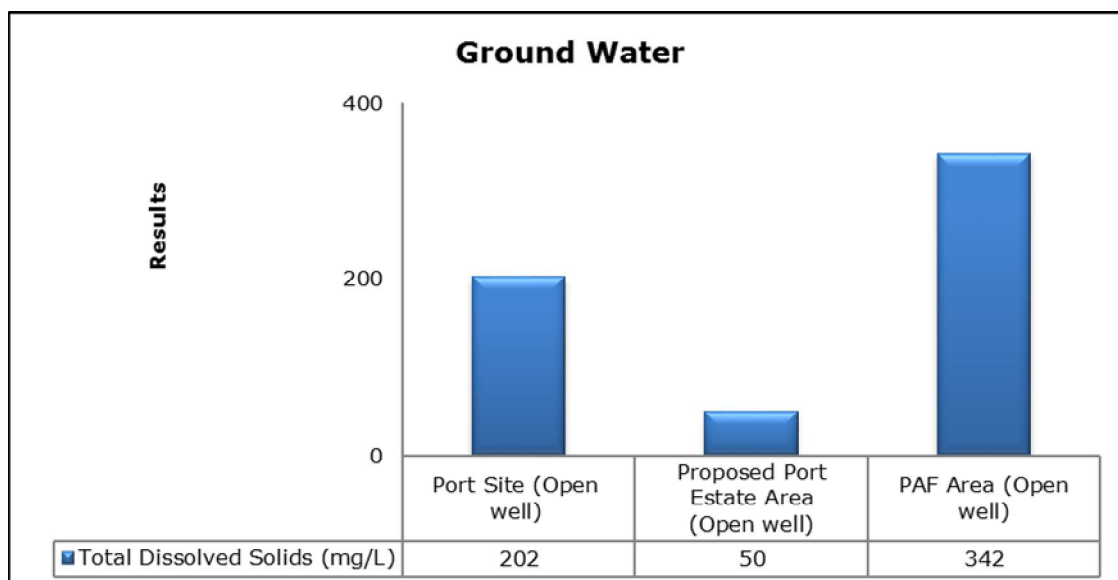 Ground Water
Results
400
200
0
Port Site (Open
well)
Proposed Port
Estate Area
(Open well)
PAF Area (Open
well)
Total Dissolved Solids (mg/L) 202 50 342